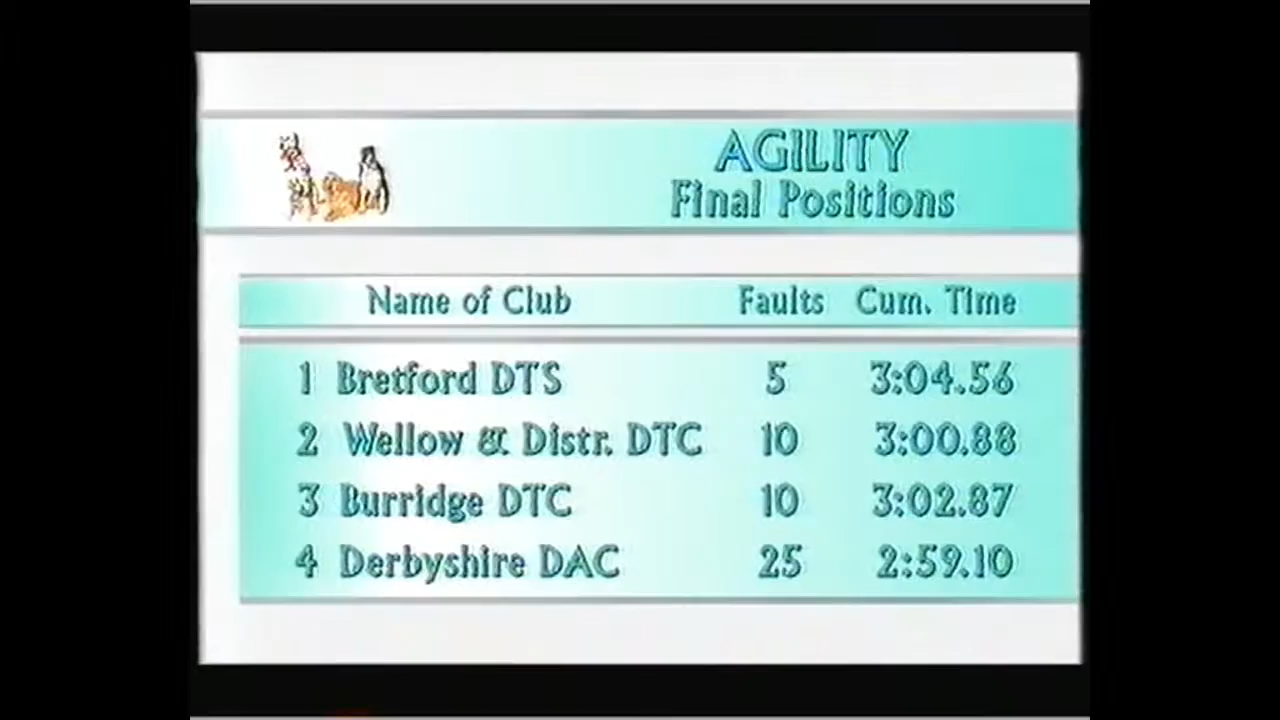 AGILITY
Final Positions
Name of Club Faults Cum. Time
1 Bretford DTS 5 3:04.56
2 Wellow & Distr. DTC 10 3:00.88
3 Burridge DTC 10 3:02.87
4 Derbyshire DAC 25 2:59.10